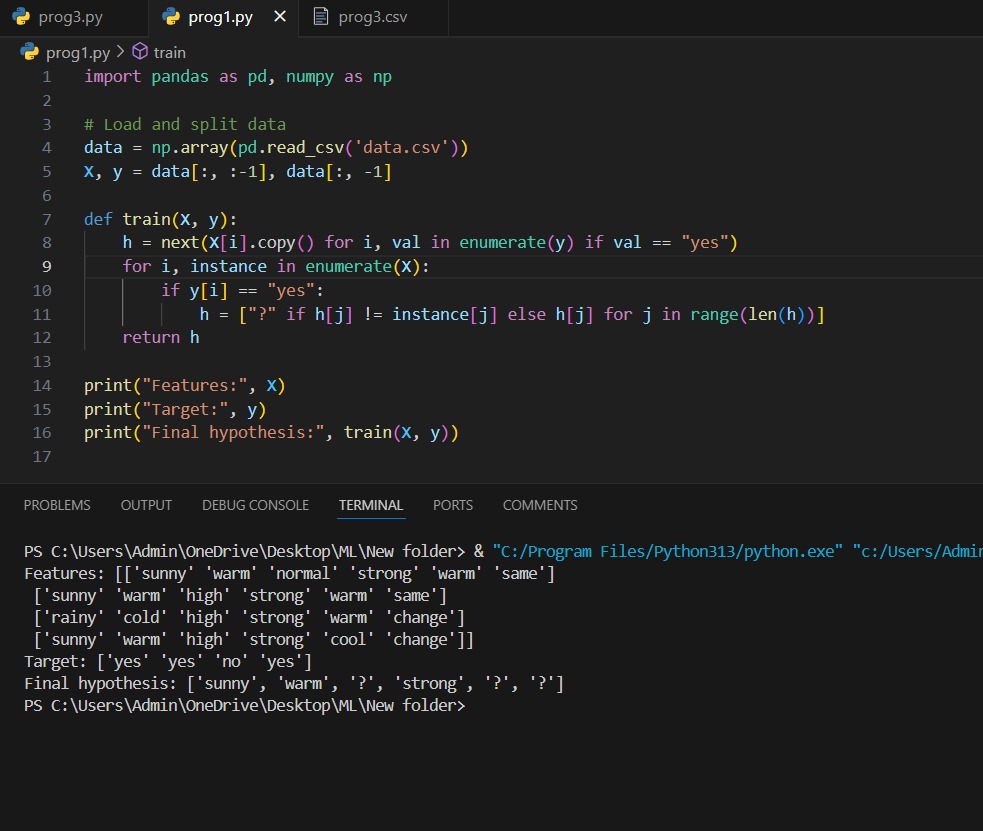 prog3.py prog1.py prog3.csv
prog1.py > train
1 import pandas as pd, numpy as np
2
3 # Load and split data
4 data = np.array(pd.read_csv('data.csv'))
5 X, y = data[:, :-1], data[:, -1]
6
7 def train(X, y):
8     h = next(X[i].copy() for i, val in enumerate(y) if val == "yes")
9     for i, instance in enumerate(X):
10         if y[i] == "yes":
11             h = ["?" if h[j] != instance[j] else h[j] for j in range(len(h))]
12     return h
13
14 print("Features:", X)
15 print("Target:", y)
16 print("Final hypothesis:", train(X, y))
17
PROBLEMS OUTPUT DEBUG CONSOLE TERMINAL PORTS COMMENTS
PS C:\Users\Admin\OneDrive\Desktop\ML\New folder> & "C:/Program Files/Python313/python.exe" "c:/Users/Admin
Features: [['sunny' 'warm' 'normal' 'strong' 'warm' 'same']
 ['sunny' 'warm' 'high' 'strong' 'warm' 'same']
 ['rainy' 'cold' 'high' 'strong' 'warm' 'change']
 ['sunny' 'warm' 'high' 'strong' 'cool' 'change']]
Target: ['yes' 'yes' 'no' 'yes']
Final hypothesis: ['sunny', 'warm', '?', 'strong', '?', '?']
PS C:\Users\Admin\OneDrive\Desktop\ML\New folder>